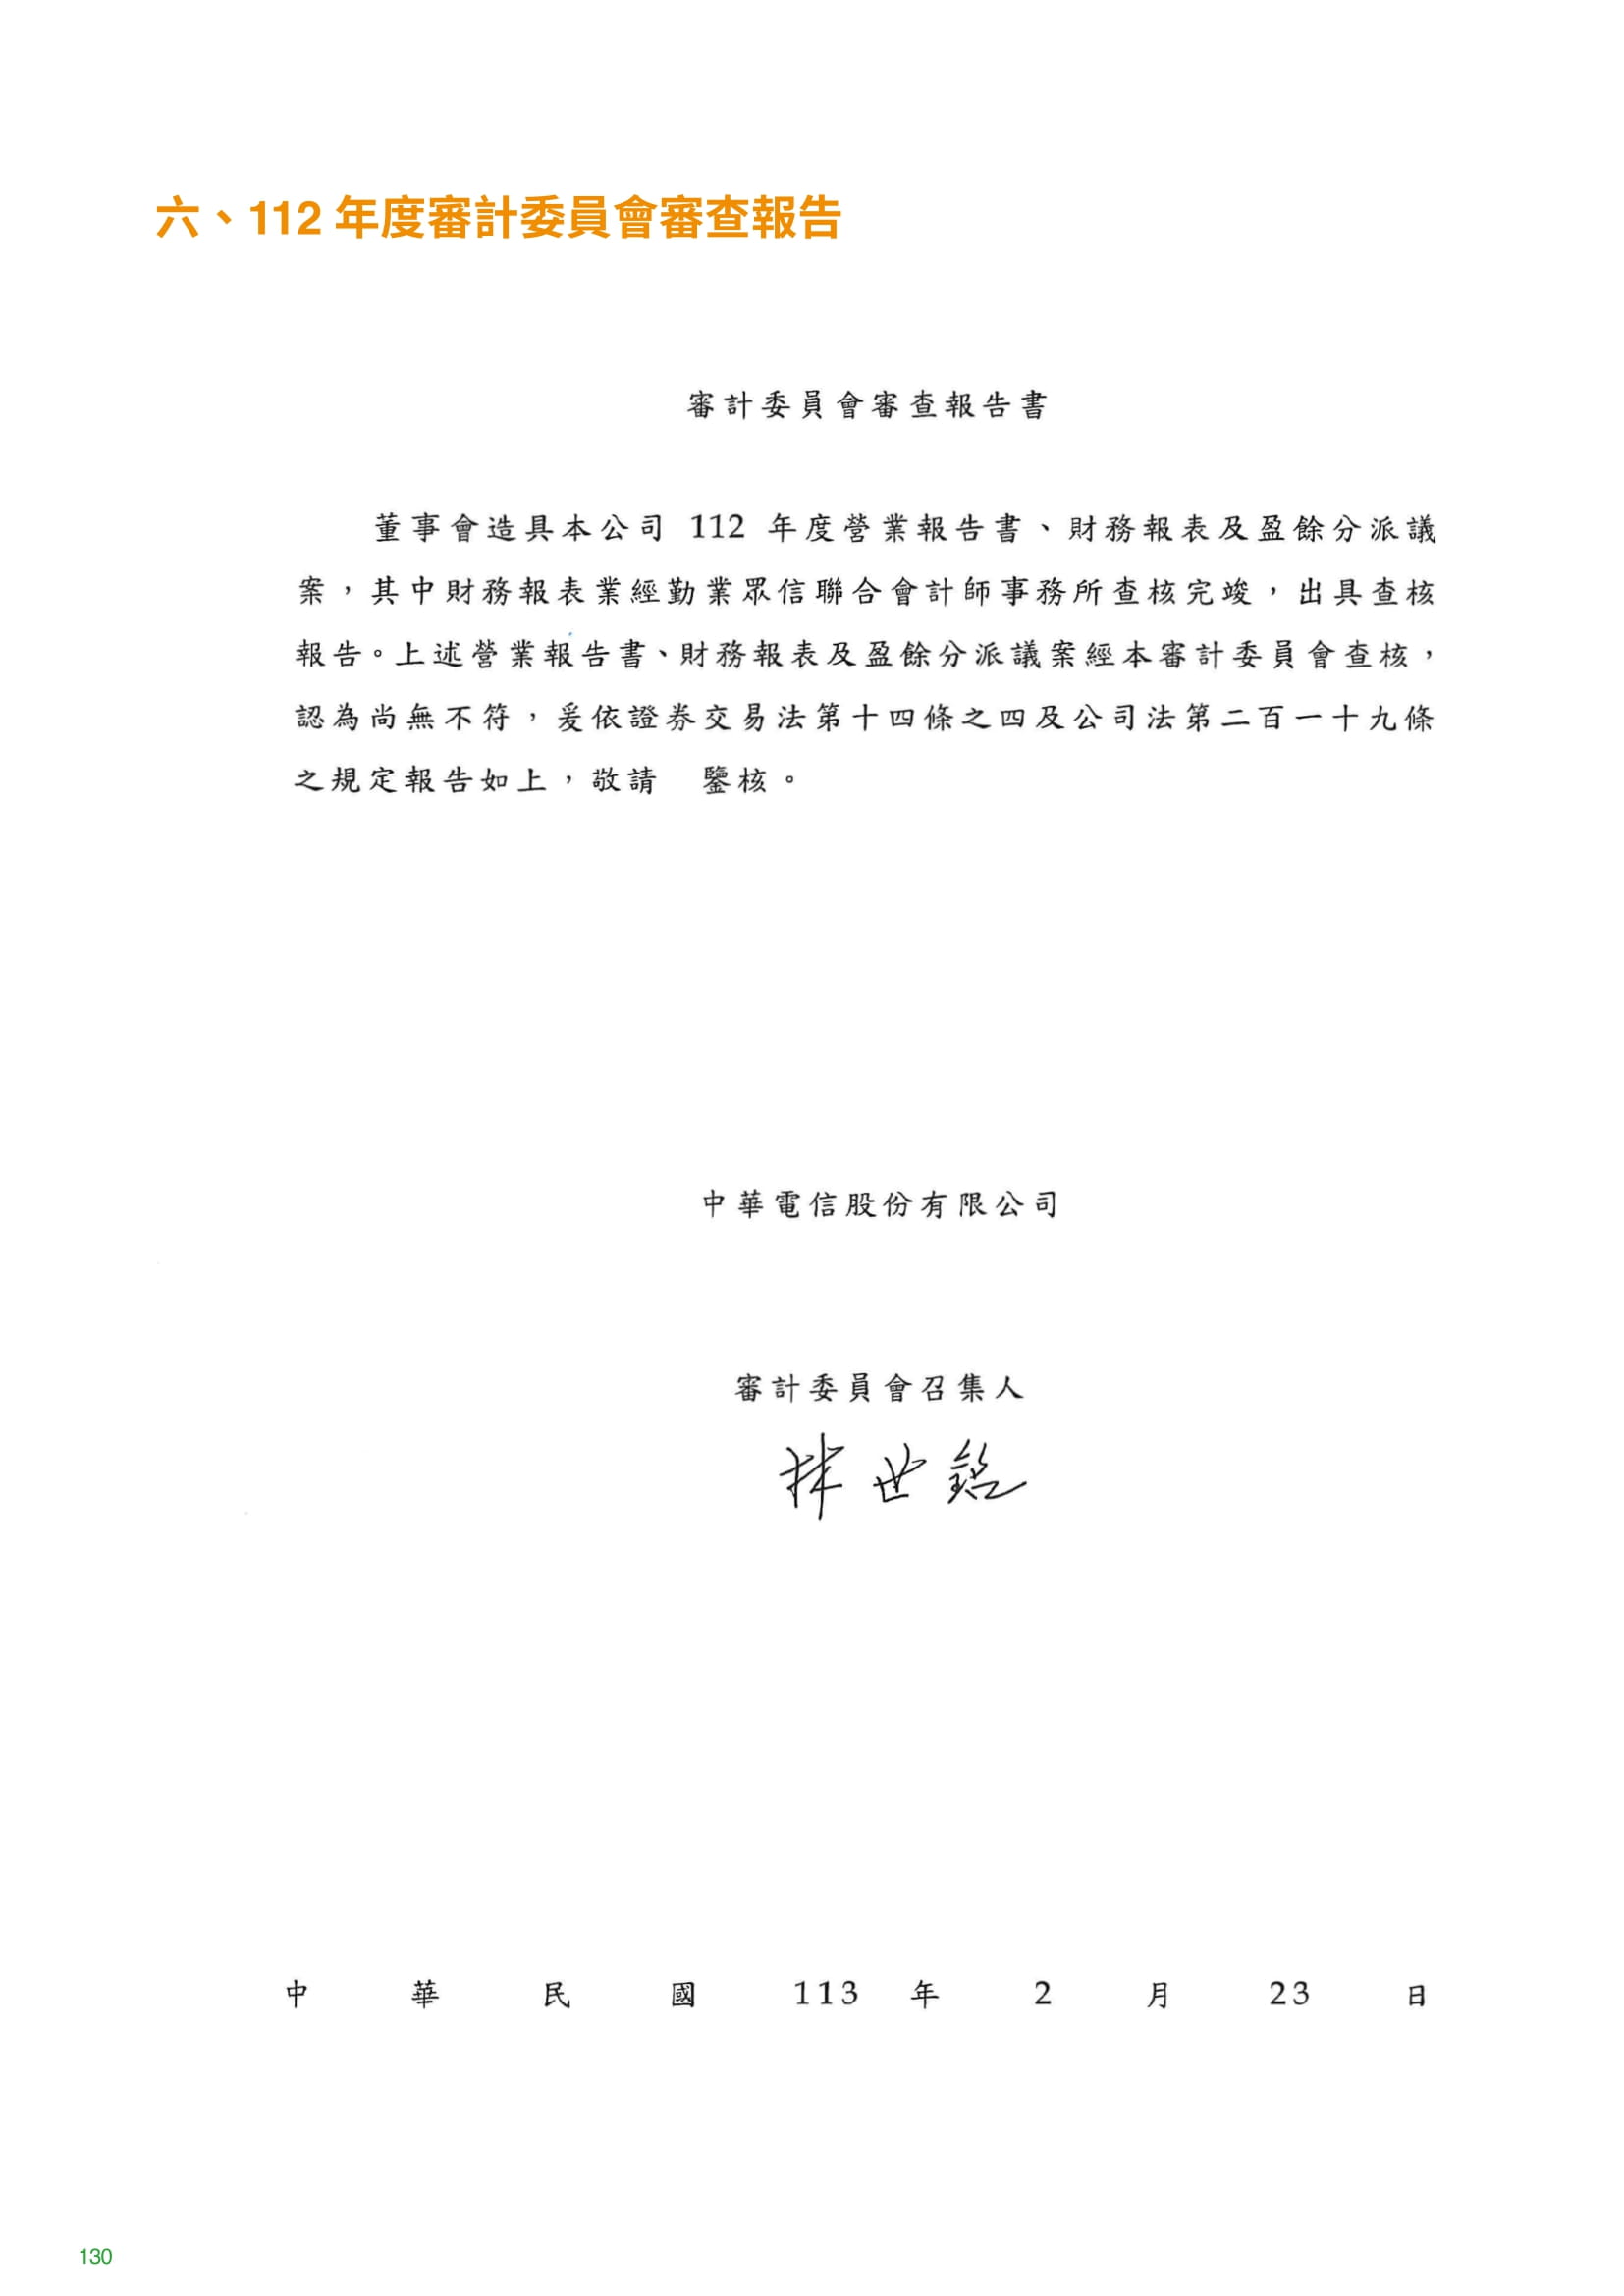 六、112 年度審計委員會審查報告
審計委員會審查報告書
董事會造具本公司 112 年度營業報告書、財務報表及盈餘分派議
案，其中財務報表業經勤業眾信聯合會計師事務所查核完竣，出具查核
報告。上述營業報告書、財務報表及盈餘分派議案經本審計委員會查核，
認為尚無不符，爰依證券交易法第十四條之四及公司法第二百一十九條
之規定報告如上，敬請　鑒核。
中華電信股份有限公司
審計委員會召集人
林世銘
中 華 民 國 113 年 2 月 23 日
130